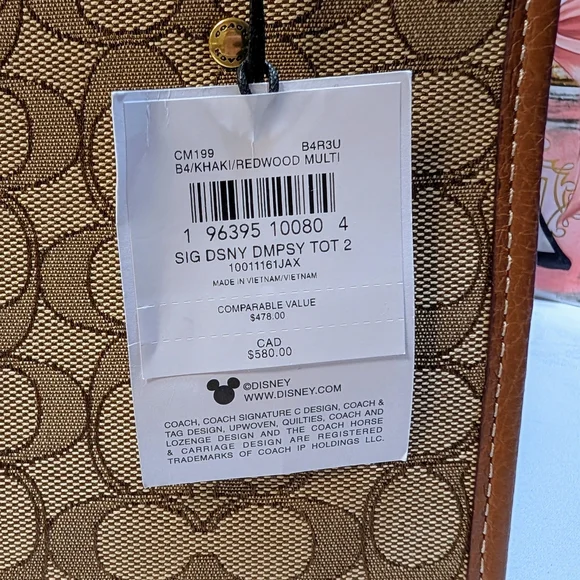 COACH
CM199 B4R3U
B4/KHAKI/REDWOOD MULTI
1 96395 10080 4
SIG DSNY DMPSY TOT 2
10011161JAX
MADE IN VIETNAM/VIETNAM
COMPARABLE VALUE
$478.00
CAD
$580.00
©DISNEY
WWW.DISNEY.COM
COACH, COACH SIGNATURE C DESIGN, COACH &
TAG DESIGN, UPWOVEN, QUILTIES, COACH AND
LOZENGE DESIGN AND THE COACH HORSE
& CARRIAGE DESIGN ARE REGISTERED
TRADEMARKS OF COACH IP HOLDINGS LLC.